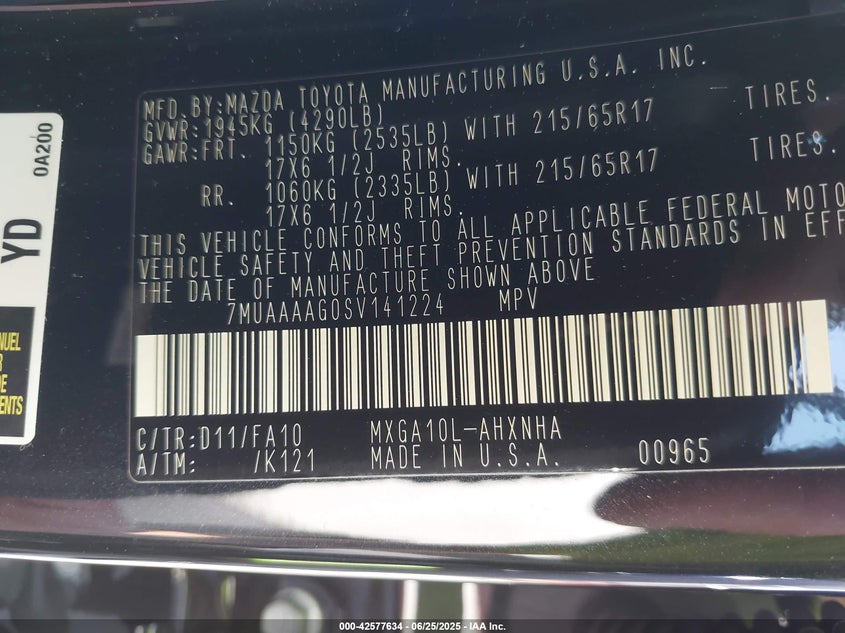 MFD.BY:MAZDA TOYOTA MANUFACTURING U.S.A. INC.
GVWR:1945KG (4290LB)
GAWR:FRT. 1150KG (2535LB) WITH 215/65R17 TIRES.
17X6 1/2J RIMS.
RR. 1060KG (2335LB) WITH 215/65R17 TIRES.
17X6 1/2J RIMS.
THIS VEHICLE CONFORMS TO ALL APPLICABLE FEDERAL MOTO
VEHICLE SAFETY AND THEFT PREVENTION STANDARDS IN EFF
THE DATE OF MANUFACTURE SHOWN ABOVE
7MUAAAAG0SV141224 MPV
C/TR:D11/FA10 MXGA10L-AHXNHA
A/TM: /K121 MADE IN U.S.A. 00965
0A200
YD
NUEL
R
DE
ENTS
000-42577634 - 06/25/2025 - IAA Inc.